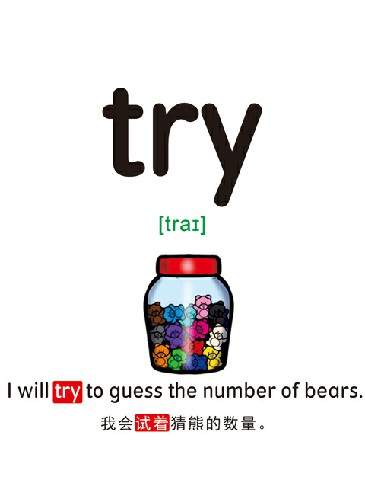 try
[traɪ]
I will try to guess the number of bears.
我会试着猜熊的数量。